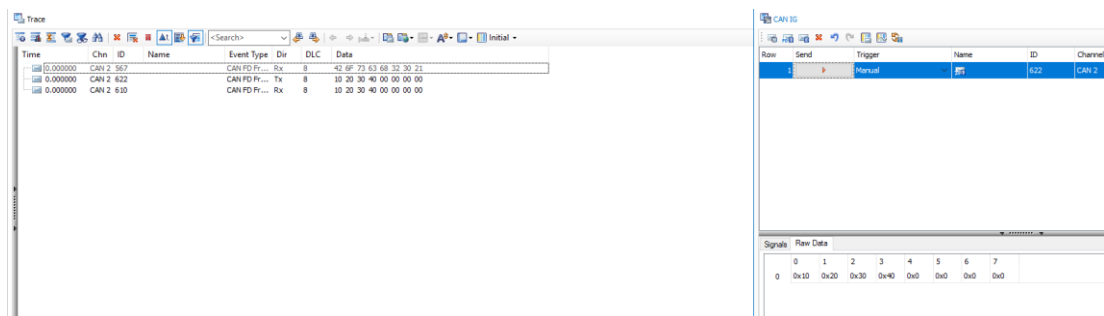 Trace
<Search>
Initial
Time Chn ID Name Event Type Dir DLC Data
0.000000 CAN 2 567 CAN FD Fr... Rx 8 42 6F 73 63 68 32 30 21
0.000000 CAN 2 622 CAN FD Fr... Tx 8 10 20 30 40 00 00 00 00
0.000000 CAN 2 610 CAN FD Fr... Rx 8 10 20 30 40 00 00 00 00
CAN IG
Row Send Trigger Name ID Channel
1 Manual 622 CAN 2
Signals Raw Data
0 1 2 3 4 5 6 7
0 0x10 0x20 0x30 0x40 0x0 0x0 0x0 0x0